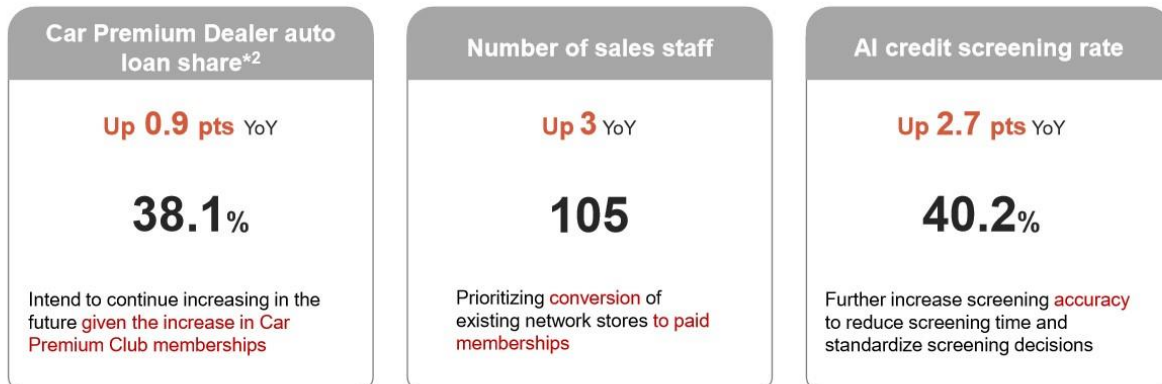 Car Premium Dealer auto
loan share*2
Up 0.9 pts YoY
38.1%
Intend to continue increasing in the
future given the increase in Car
Premium Club memberships
Number of sales staff
Up 3 YoY
105
Prioritizing conversion of
existing network stores to paid
memberships
AI credit screening rate
Up 2.7 pts YoY
40.2%
Further increase screening accuracy
to reduce screening time and
standardize screening decisions